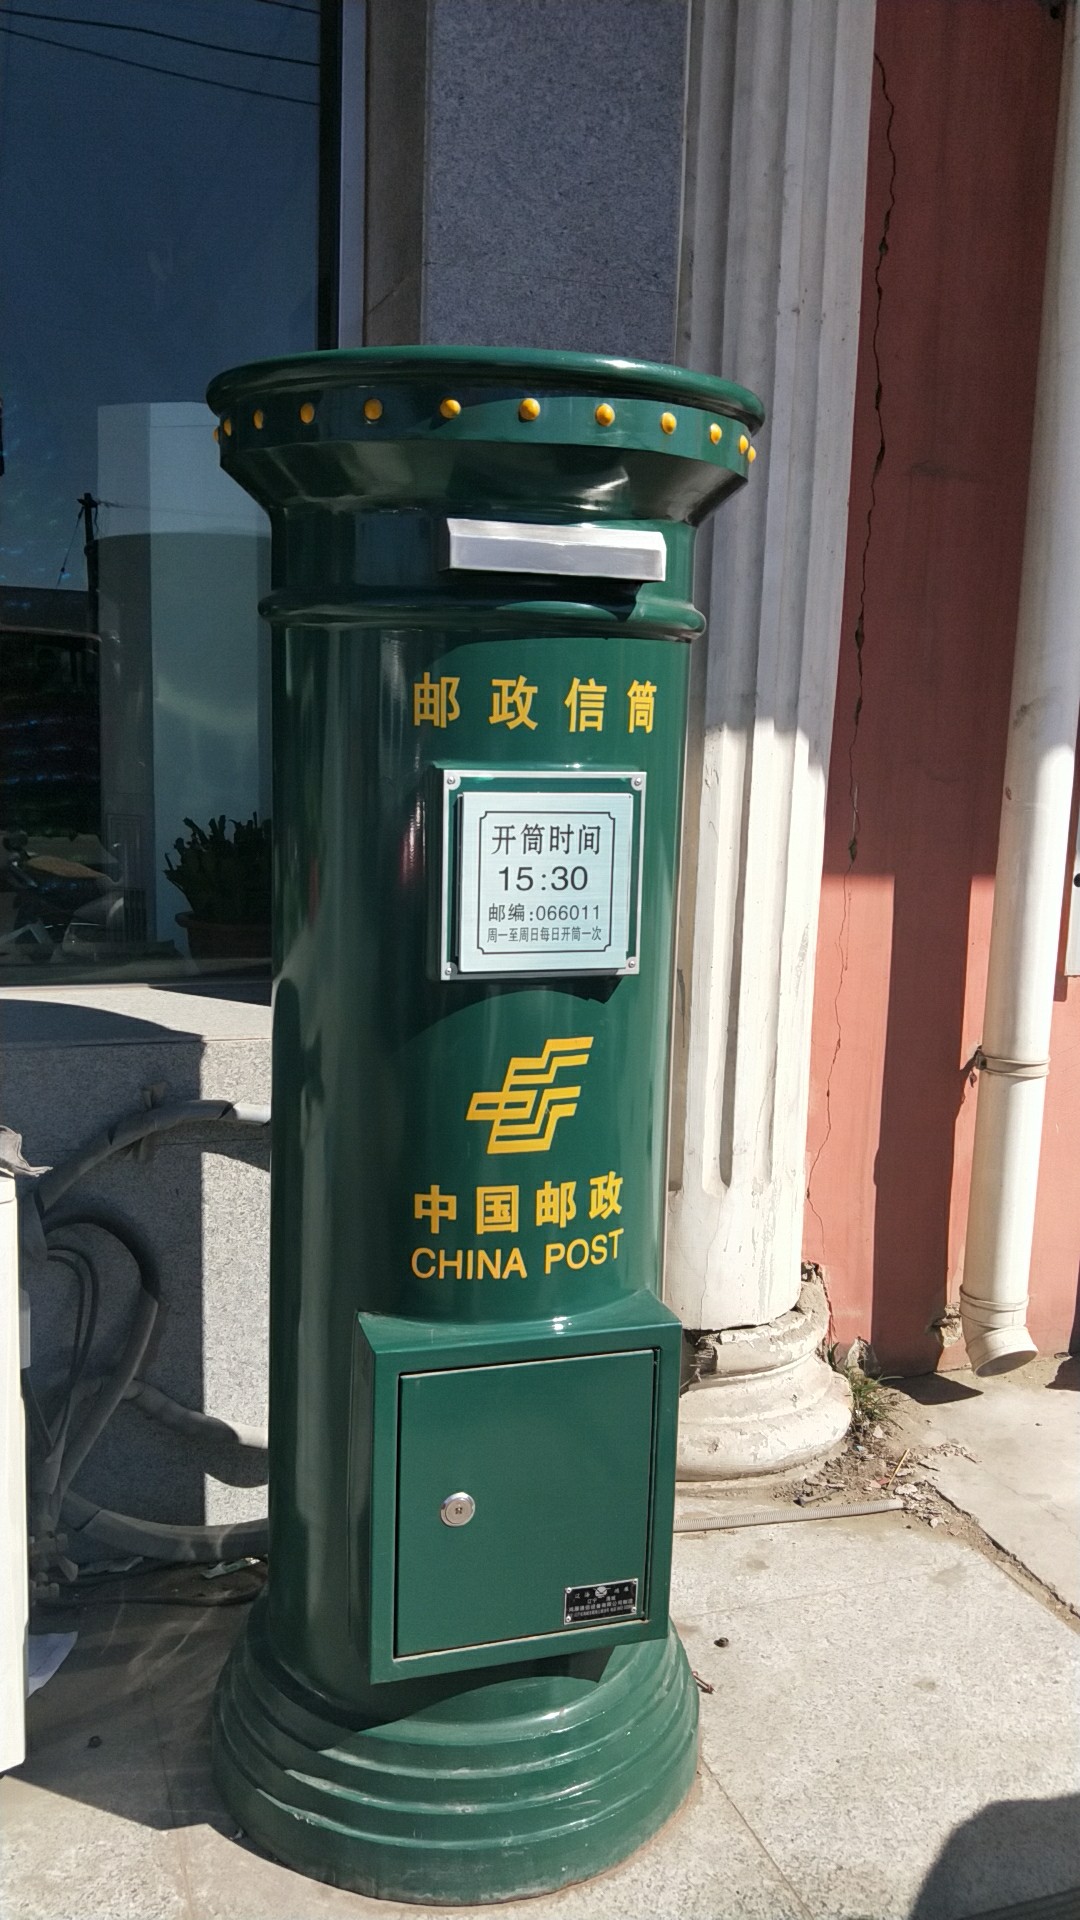 邮政信筒
开筒时间
15:30
邮编:066011
周一至周日每日开筒一次
中国邮政
CHINA POST